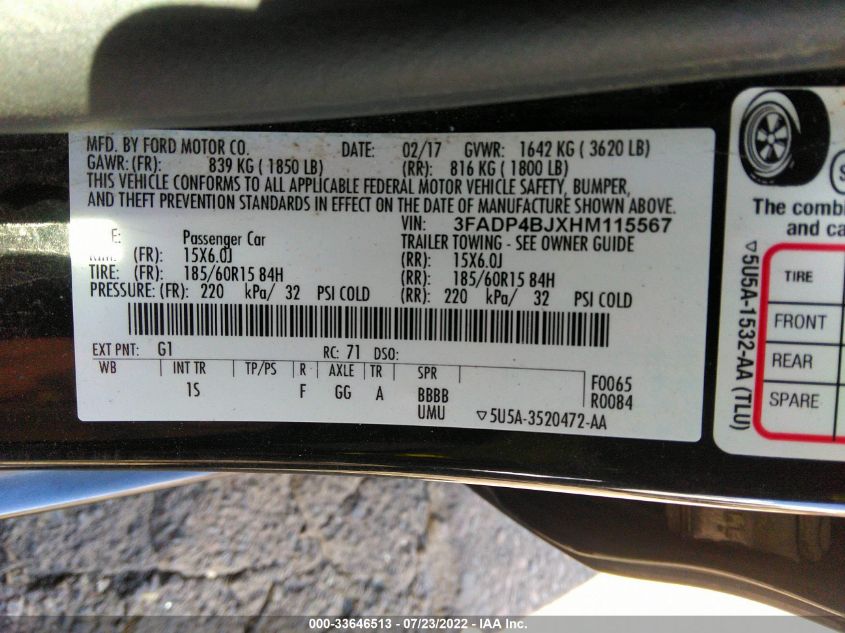 MFD. BY FORD MOTOR CO. DATE: 02/17 GVWR: 1642 KG ( 3620 LB)
GAWR: (FR): 839 KG ( 1850 LB) (RR): 816 KG ( 1800 LB)
THIS VEHICLE CONFORMS TO ALL APPLICABLE FEDERAL MOTOR VEHICLE SAFETY, BUMPER,
AND THEFT PREVENTION STANDARDS IN EFFECT ON THE DATE OF MANUFACTURE SHOWN ABOVE.
VIN: 3FADP4BJXHM115567
E: Passenger Car TRAILER TOWING - SEE OWNER GUIDE
(FR): 15X6.0J (RR): 15X6.0J
TIRE: (FR): 185/60R15 84H (RR): 185/60R15 84H
PRESSURE: (FR): 220 kPa/ 32 PSI COLD (RR): 220 kPa/ 32 PSI COLD
EXT PNT: G1 RC: 71 DSO:
WB INT TR TP/PS R AXLE TR SPR
1S F GG A BBBB
UMU
F0065
R0084
▽5U5A-3520472-AA
The combi
and ca
TIRE
FRONT
REAR
SPARE
▽5U5A-1532-AA (TLU)
000-33646513 - 07/23/2022 - IAA Inc.